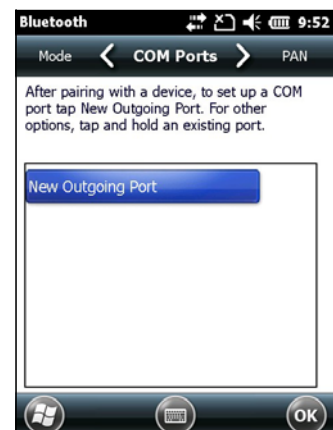 Bluetooth 9:52
Mode COM Ports PAN
After pairing with a device, to set up a COM
port tap New Outgoing Port. For other
options, tap and hold an existing port.
New Outgoing Port
OK